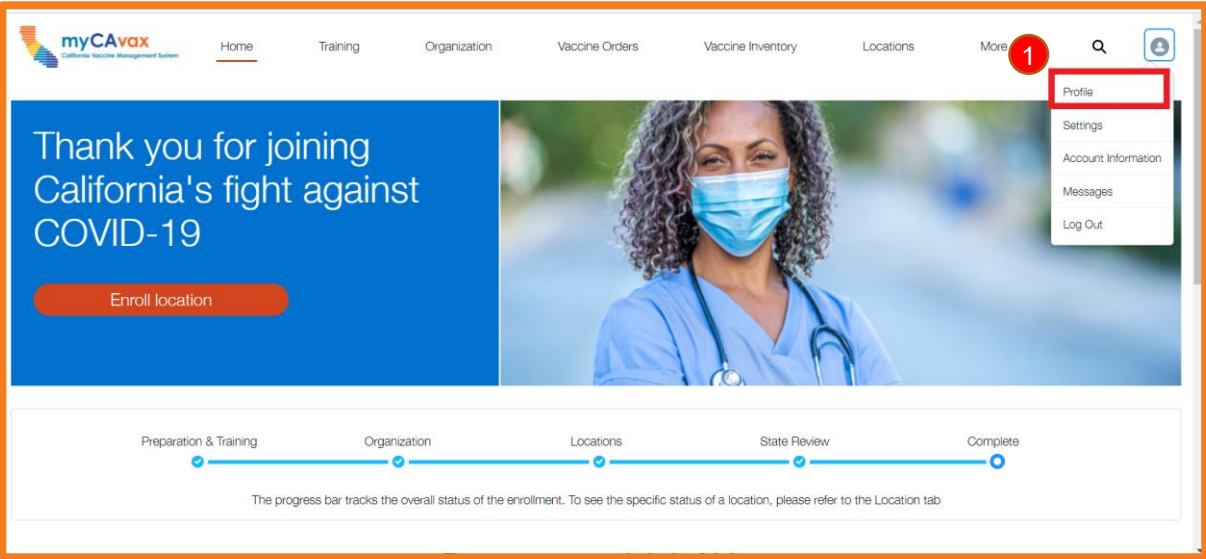 myCAvax
California Vaccine Management System
Home
Training
Organization
Vaccine Orders
Vaccine Inventory
Locations
More
1
Profile
Settings
Account Information
Messages
Log Out
Thank you for joining
California's fight against
COVID-19
Enroll location
Preparation & Training
Organization
Locations
State Review
Complete
The progress bar tracks the overall status of the enrollment. To see the specific status of a location, please refer to the Location tab